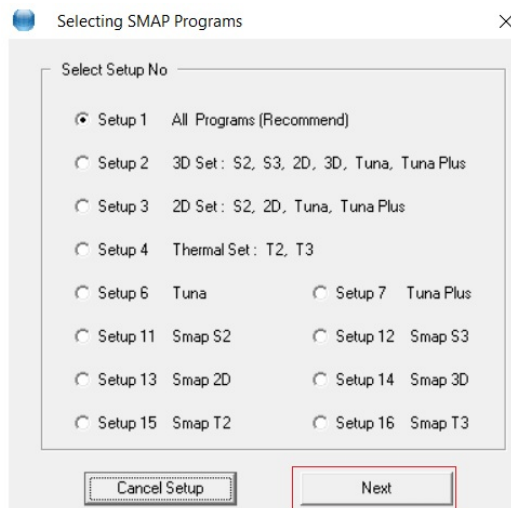 Selecting SMAP Programs
Select Setup No
Setup 1 All Programs (Recommend)
Setup 2 3D Set : S2, S3, 2D, 3D, Tuna, Tuna Plus
Setup 3 2D Set : S2, 2D, Tuna, Tuna Plus
Setup 4 Thermal Set : T2, T3
Setup 6 Tuna Setup 7 Tuna Plus
Setup 11 Smap S2 Setup 12 Smap S3
Setup 13 Smap 2D Setup 14 Smap 3D
Setup 15 Smap T2 Setup 16 Smap T3
Cancel Setup Next